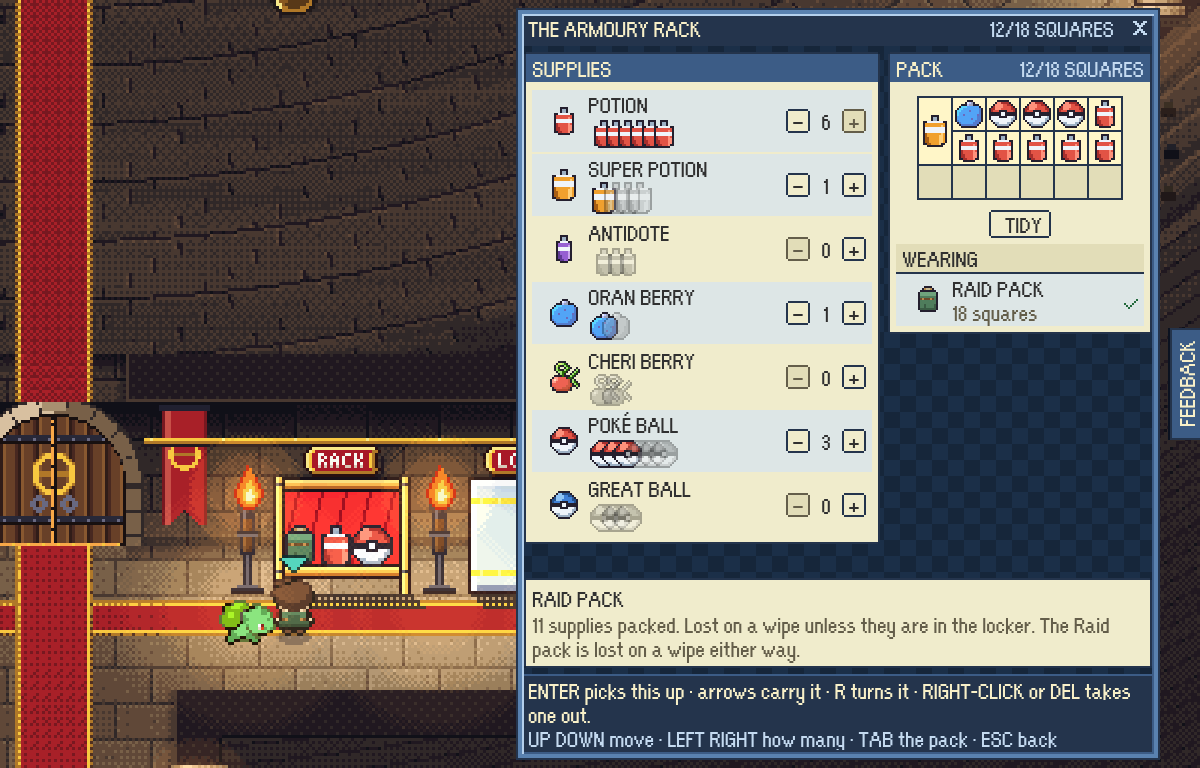 THE ARMOURY RACK 12/18 SQUARES X
SUPPLIES
POTION
− 6 +
SUPER POTION
− 1 +
ANTIDOTE
− 0 +
ORAN BERRY
− 1 +
CHERI BERRY
− 0 +
POKÉ BALL
− 3 +
GREAT BALL
− 0 +
PACK 12/18 SQUARES
TIDY
WEARING
RAID PACK
18 squares
FEEDBACK
RACK
LO
RAID PACK
11 supplies packed. Lost on a wipe unless they are in the locker. The Raid
pack is lost on a wipe either way.
ENTER picks this up · arrows carry it · R turns it · RIGHT-CLICK or DEL takes
one out.
UP DOWN move · LEFT RIGHT how many · TAB the pack · ESC back